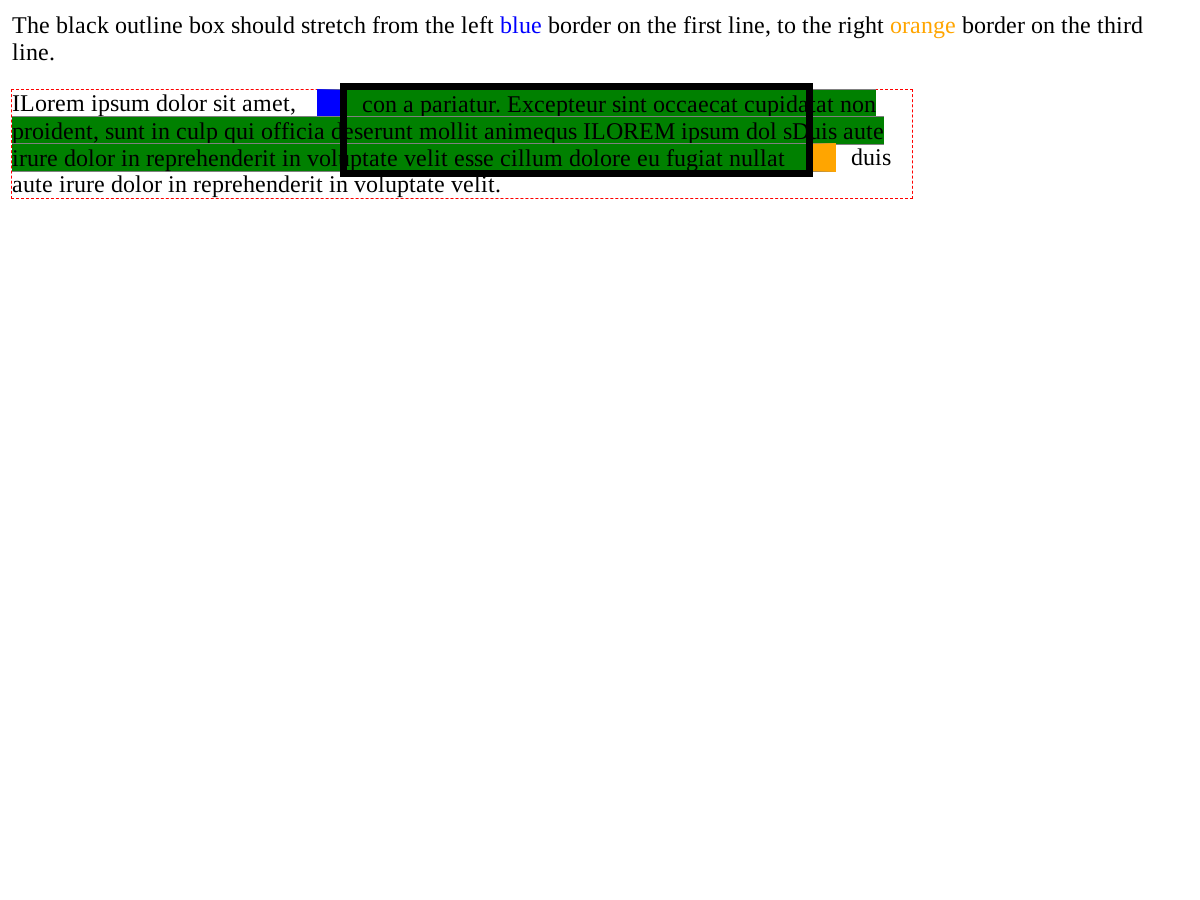 The black outline box should stretch from the left blue border on the first line, to the right orange border on the third
line.
ILorem ipsum dolor sit amet, con a pariatur. Excepteur sint occaecat cupidatat non
proident, sunt in culp qui officia deserunt mollit animequs ILOREM ipsum dol sDuis aute
irure dolor in reprehenderit in voluptate velit esse cillum dolore eu fugiat nullat duis
aute irure dolor in reprehenderit in voluptate velit.